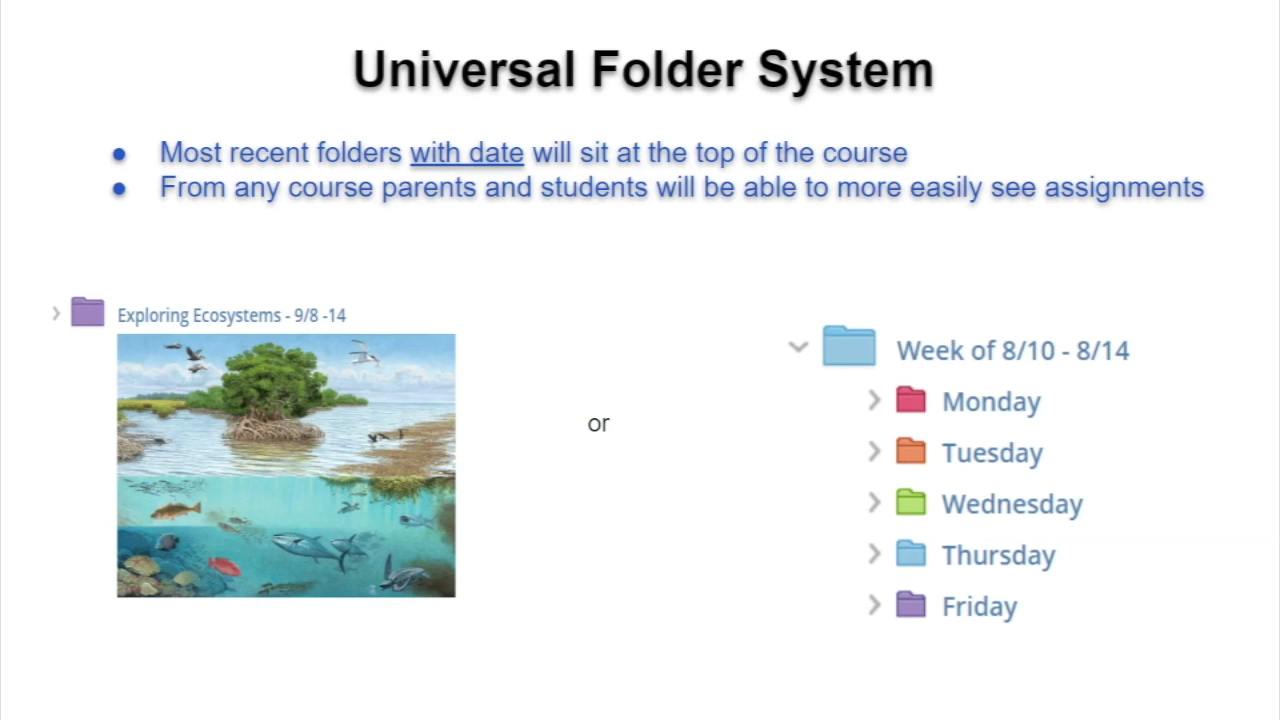 Universal Folder System
● Most recent folders with date will sit at the top of the course
● From any course parents and students will be able to more easily see assignments
Exploring Ecosystems - 9/8 -14
or
Week of 8/10 - 8/14
Monday
Tuesday
Wednesday
Thursday
Friday